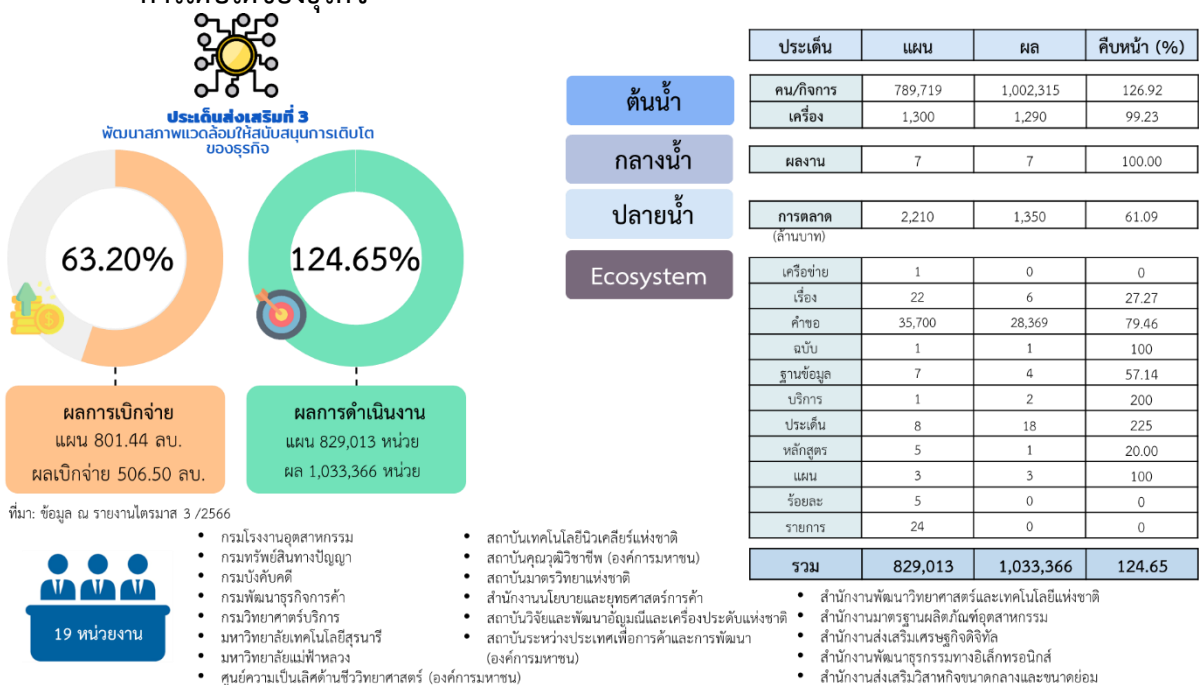 การเติบโตของธุรกิจ
ประเด็นส่งเสริมที่ 3
พัฒนาสภาพแวดล้อมให้สนับสนุนการเติบโต
ของธุรกิจ
63.20%
124.65%
ผลการเบิกจ่าย
แผน 801.44 ลบ.
ผลเบิกจ่าย 506.50 ลบ.
ผลการดำเนินงาน
แผน 829,013 หน่วย
ผล 1,033,366 หน่วย
ต้นน้ำ
กลางน้ำ
ปลายน้ำ
Ecosystem
ประเด็น แผน ผล คืบหน้า (%)
คน/กิจการ 789,719 1,002,315 126.92
เครื่อง 1,300 1,290 99.23
ผลงาน 7 7 100.00
การตลาด 2,210 1,350 61.09
(ล้านบาท)
เครือข่าย 1 0 0
เรื่อง 22 6 27.27
คำขอ 35,700 28,369 79.46
ฉบับ 1 1 100
ฐานข้อมูล 7 4 57.14
บริการ 1 2 200
ประเด็น 8 18 225
หลักสูตร 5 1 20.00
แผน 3 3 100
ร้อยละ 5 0 0
รายการ 24 0 0
รวม 829,013 1,033,366 124.65
ที่มา: ข้อมูล ณ รายงานไตรมาส 3 /2566
19 หน่วยงาน
• กรมโรงงานอุตสาหกรรม
• กรมทรัพย์สินทางปัญญา
• กรมบังคับคดี
• กรมพัฒนาธุรกิจการค้า
• กรมวิทยาศาตร์บริการ
• มหาวิทยาลัยเทคโนโลยีสุรนารี
• มหาวิทยาลัยแม่ฟ้าหลวง
• ศูนย์ความเป็นเลิศด้านชีววิทยาศาสตร์ (องค์การมหาชน)
• สถาบันเทคโนโลยีนิวเคลียร์แห่งชาติ
• สถาบันคุณวุฒิวิชาชีพ (องค์การมหาชน)
• สถาบันมาตรวิทยาแห่งชาติ
• สำนักงานนโยบายและยุทธศาสตร์การค้า
• สถาบันวิจัยและพัฒนาอัญมณีและเครื่องประดับแห่งชาติ
• สถาบันระหว่างประเทศเพื่อการค้าและการพัฒนา
(องค์การมหาชน)
• สำนักงานพัฒนาวิทยาศาสตร์และเทคโนโลยีแห่งชาติ
• สำนักงานมาตรฐานผลิตภัณฑ์อุตสาหกรรม
• สำนักงานส่งเสริมเศรษฐกิจดิจิทัล
• สำนักงานพัฒนาธุรกรรมทางอิเล็กทรอนิกส์
• สำนักงานส่งเสริมวิสาหกิจขนาดกลางและขนาดย่อม